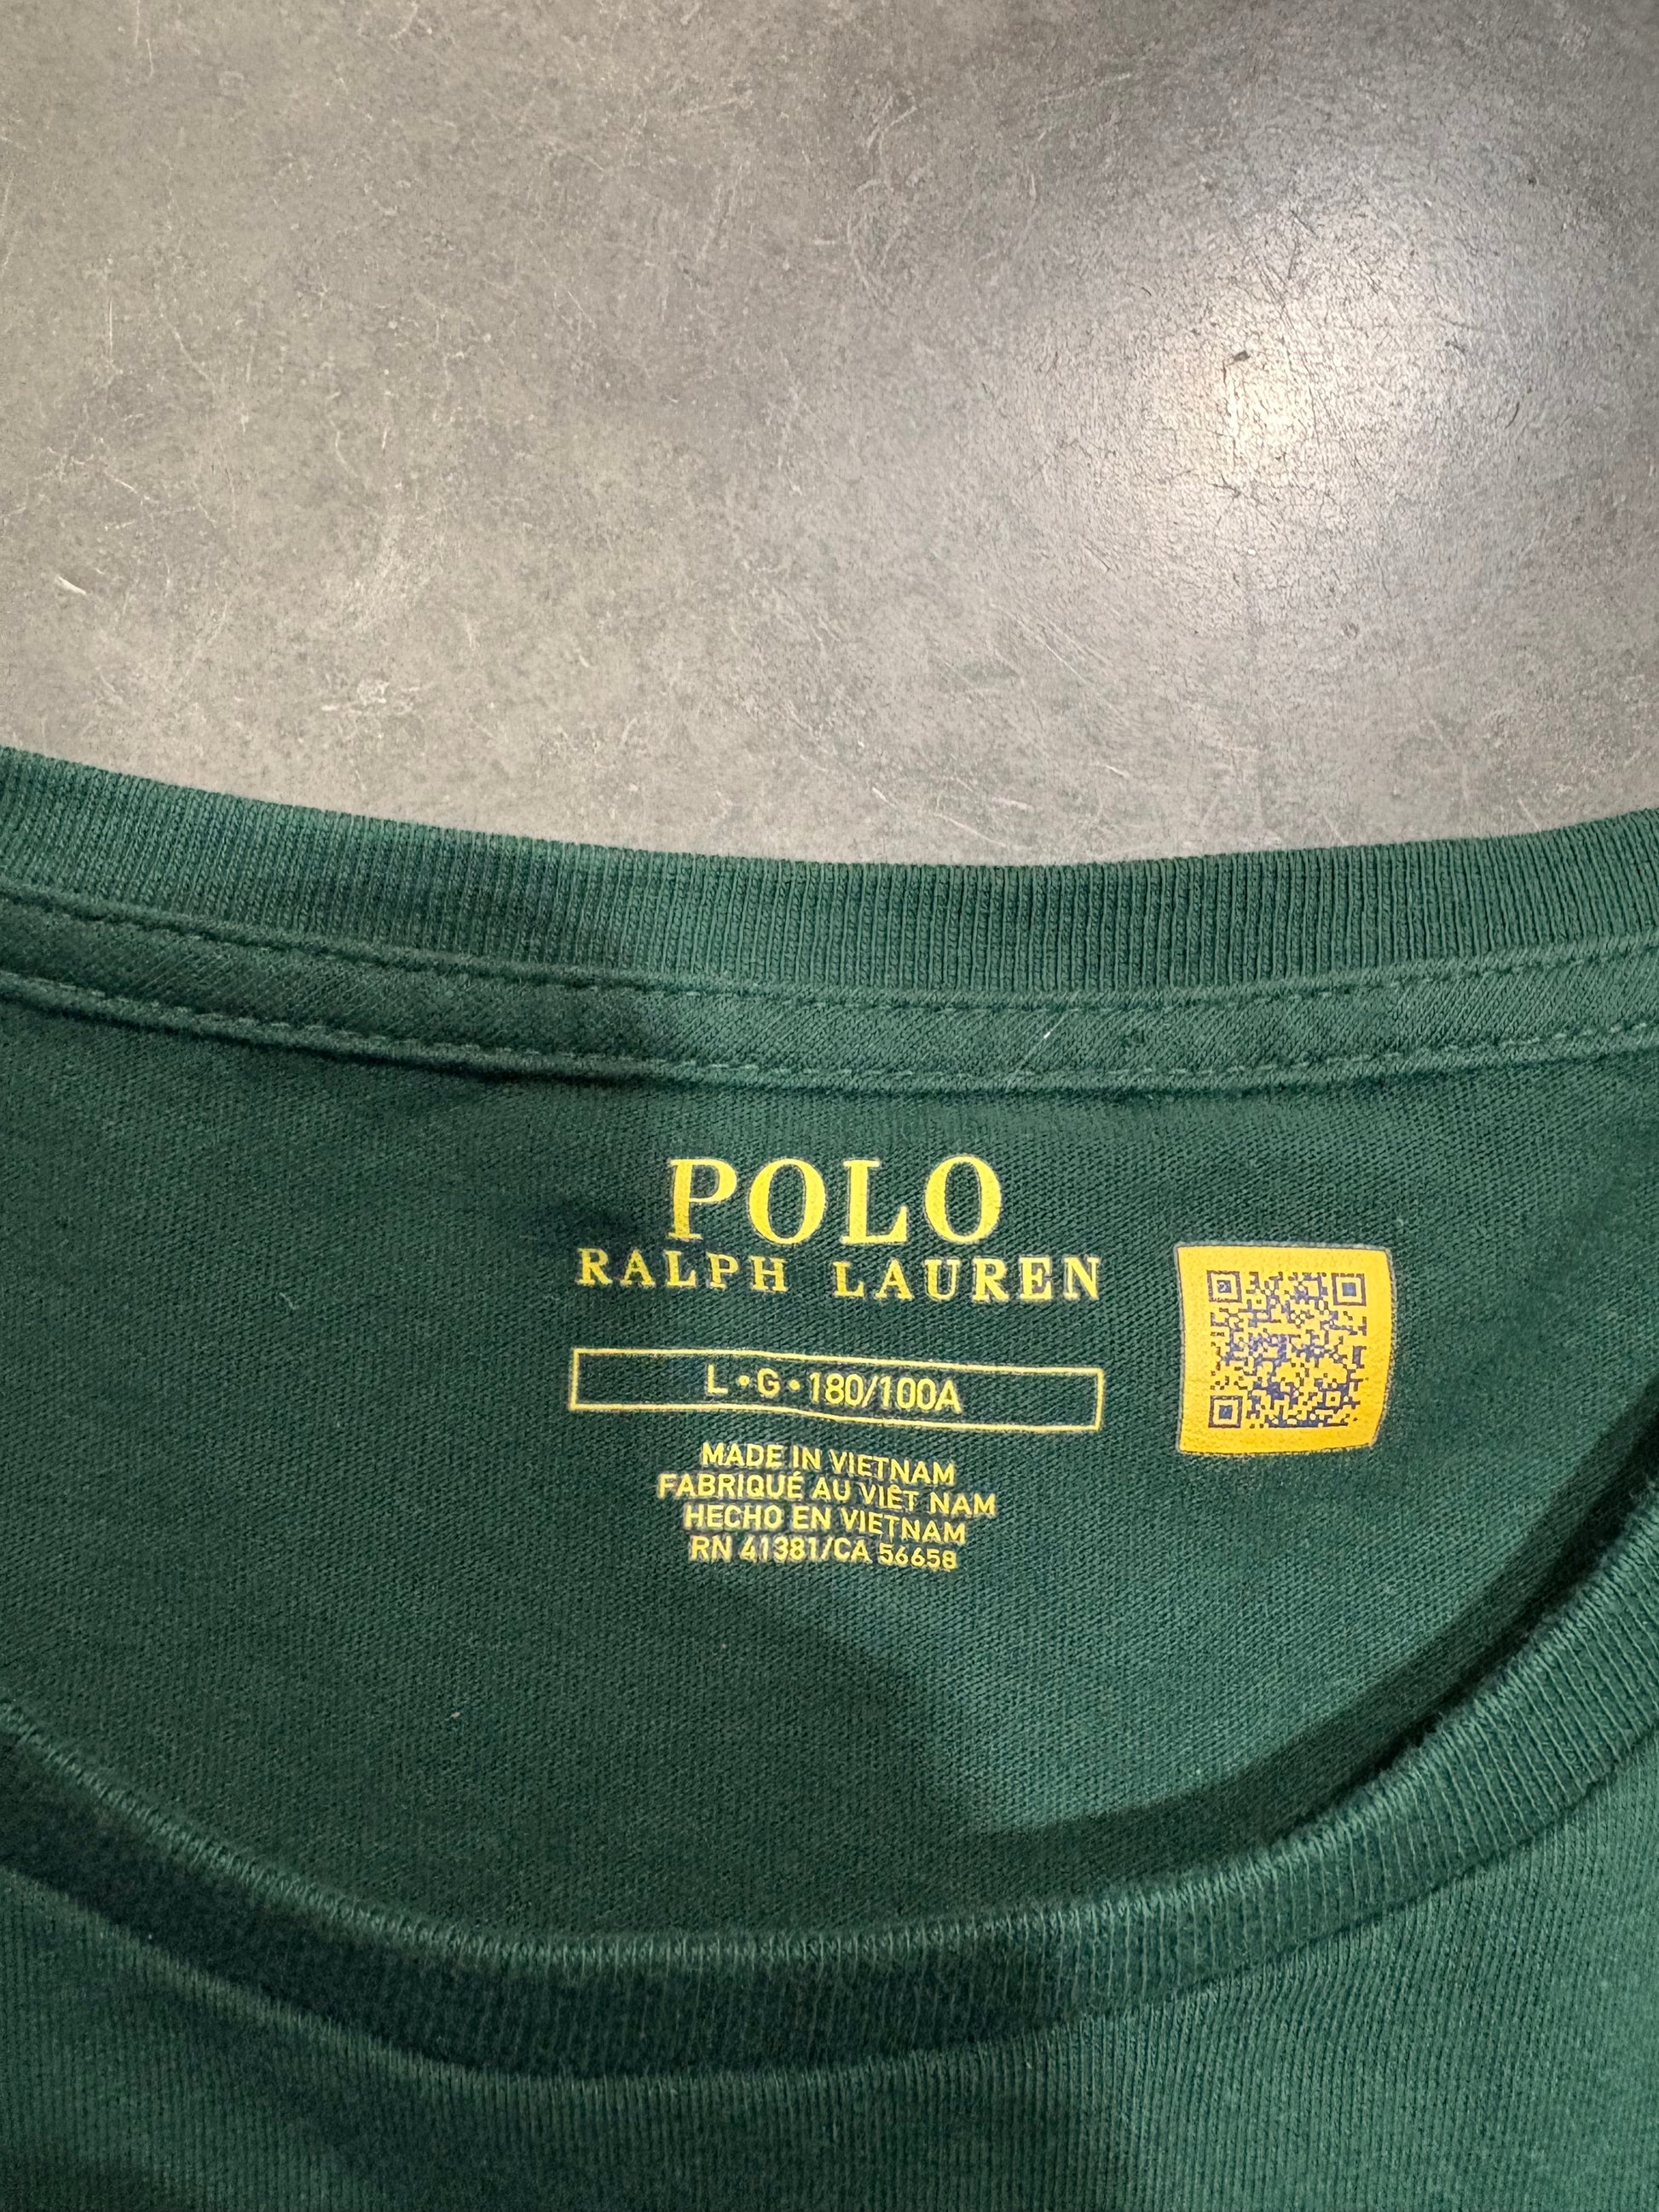 POLO
RALPH LAUREN
L•G•180/100A
MADE IN VIETNAM
FABRIQUÉ AU VIÊT NAM
HECHO EN VIETNAM
RN 41381/CA 56658